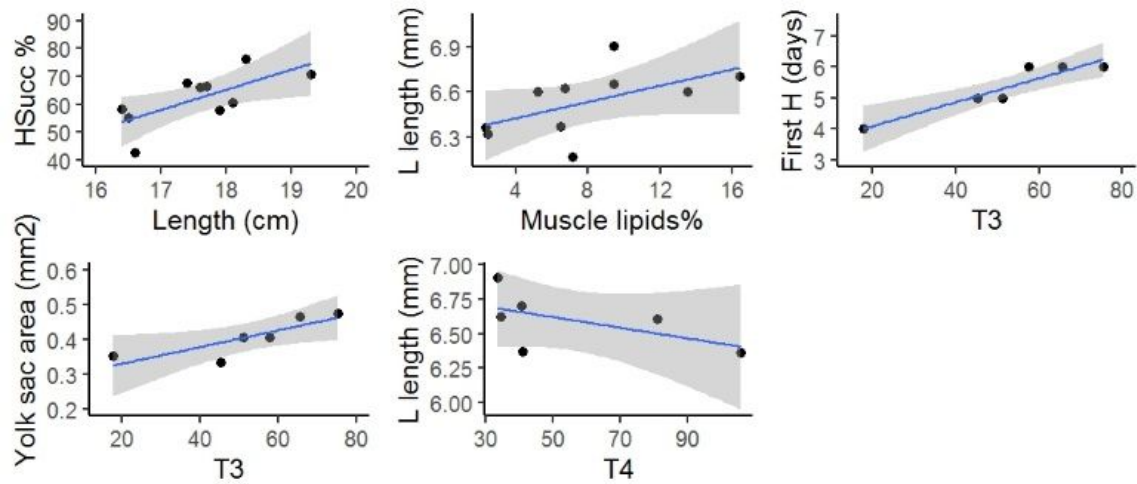 HSucc %
90
80
70
60
50
40
16 17 18 19 20
Length (cm)
L length (mm)
6.9
6.6
6.3
4 8 12 16
Muscle lipids%
First H (days)
7
6
5
4
3
20 40 60 80
T3
Yolk sac area (mm2)
0.6
0.5
0.4
0.3
0.2
20 40 60 80
T3
L length (mm)
7.00
6.75
6.50
6.25
6.00
30 50 70 90
T4